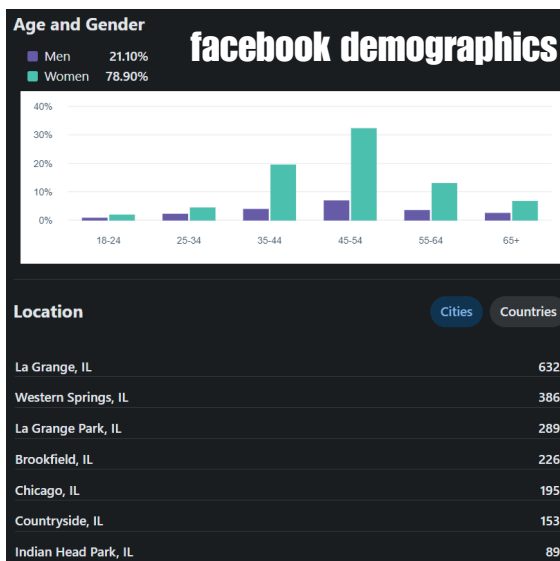 Age and Gender
facebook demographics
Men 21.10%
Women 78.90%
40%
30%
20%
10%
0%
18-24 25-34 35-44 45-54 55-64 65+
Location
Cities Countries
La Grange, IL 632
Western Springs, IL 386
La Grange Park, IL 289
Brookfield, IL 226
Chicago, IL 195
Countryside, IL 153
Indian Head Park, IL 89